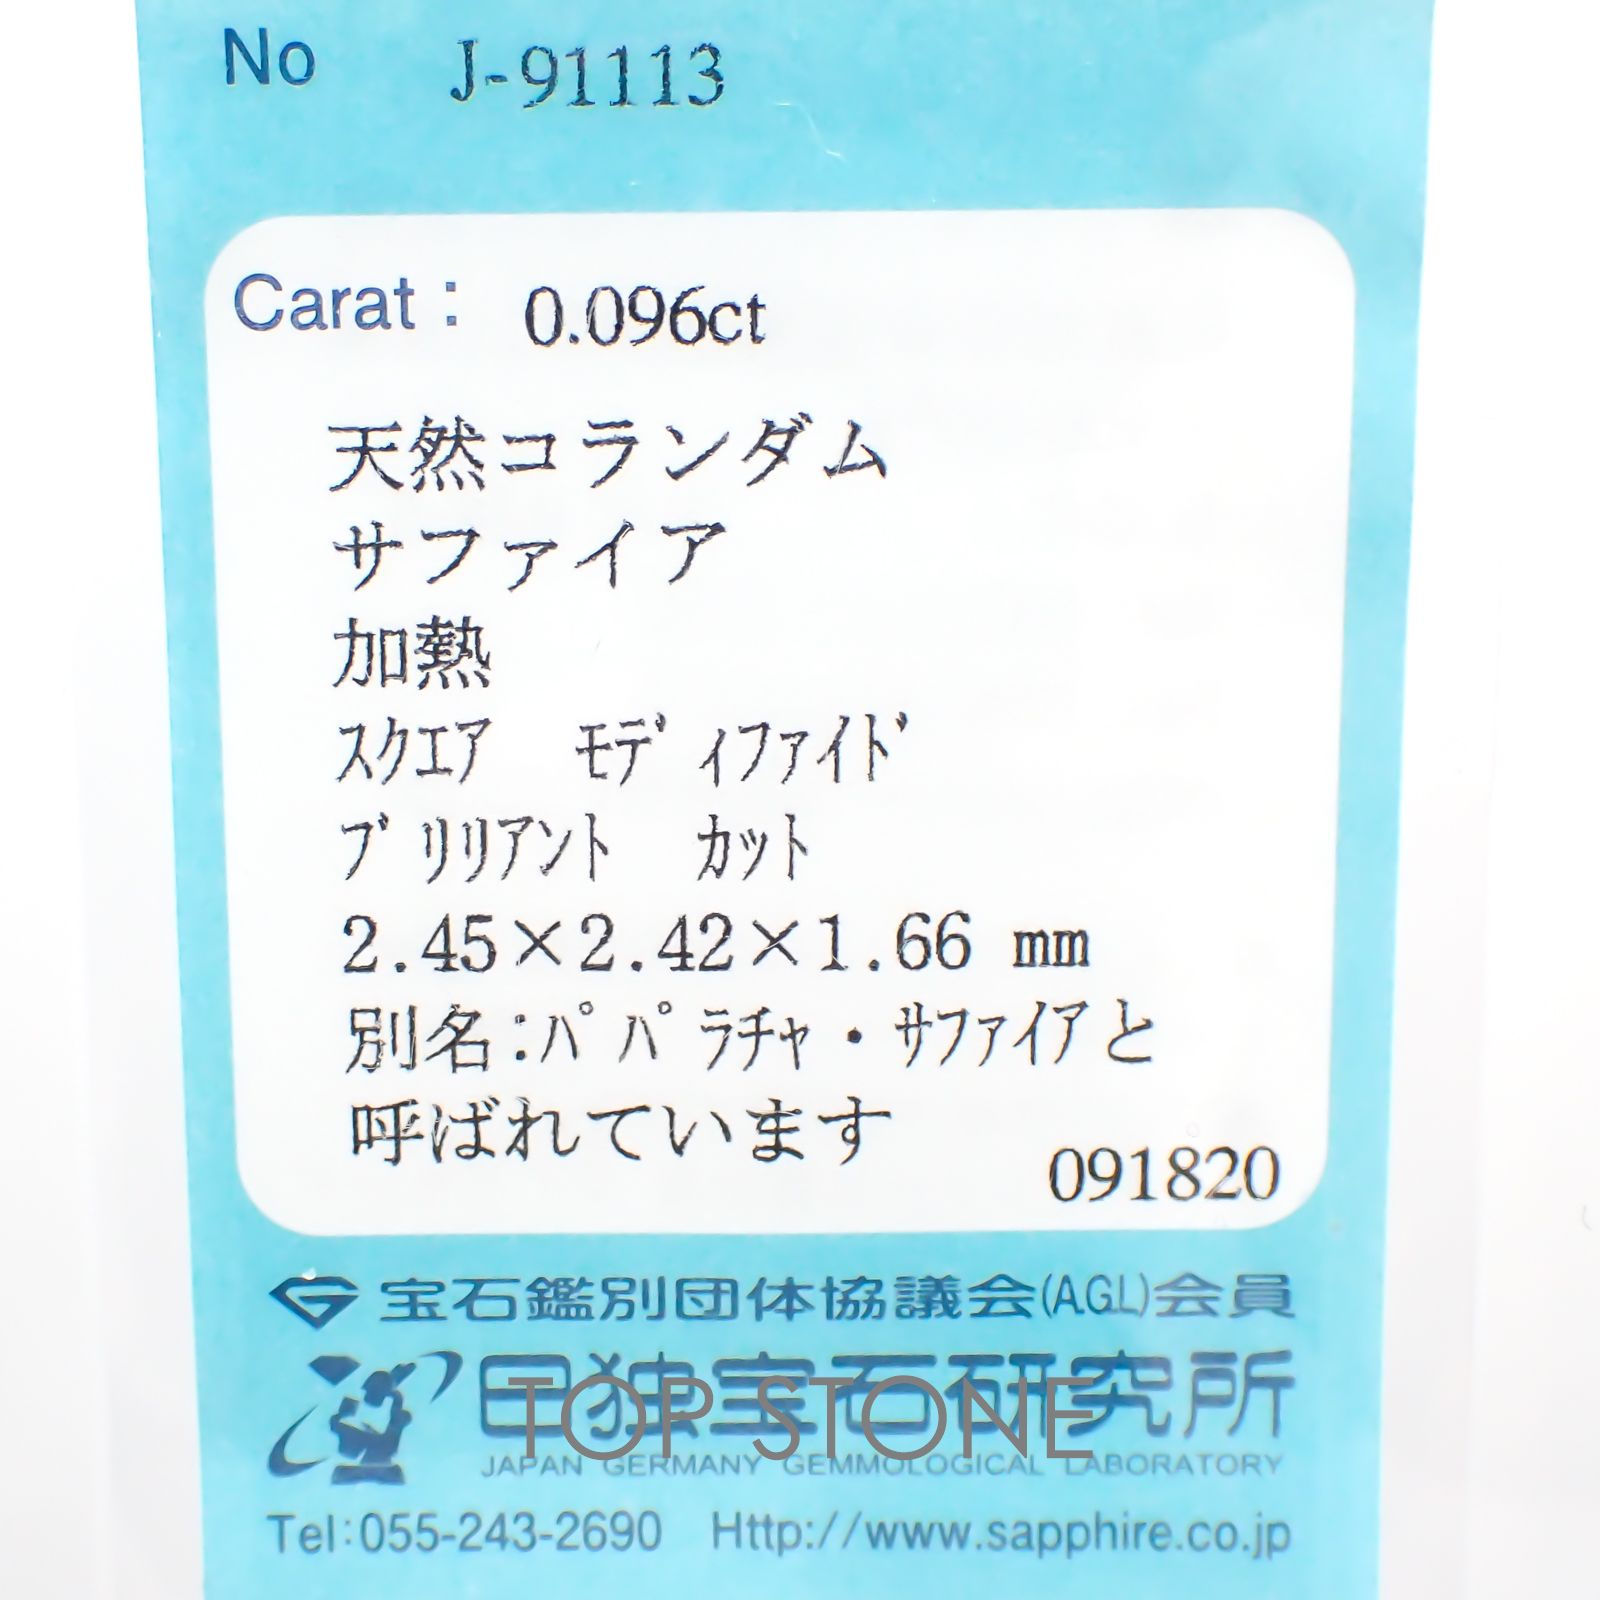 No J-91113
Carat： 0.096ct
天然コランダム
サファイア
加熱
ｽｸｴｱ ﾓﾃﾞｨﾌｧｲﾄﾞ
ﾌﾞﾘﾘｱﾝﾄ ｶｯﾄ
2.45×2.42×1.66 mm
別名:ﾊﾟﾊﾟﾗﾁｬ・ｻﾌｧｲｱと
呼ばれています
091820
宝石鑑別団体協議会(A.G.L)会員
日独宝石研究所
TOP STONE
JAPAN GERMANY GEMMOLOGICAL LABORATORY
Tel:055-243-2690 Http://www.sapphire.co.jp